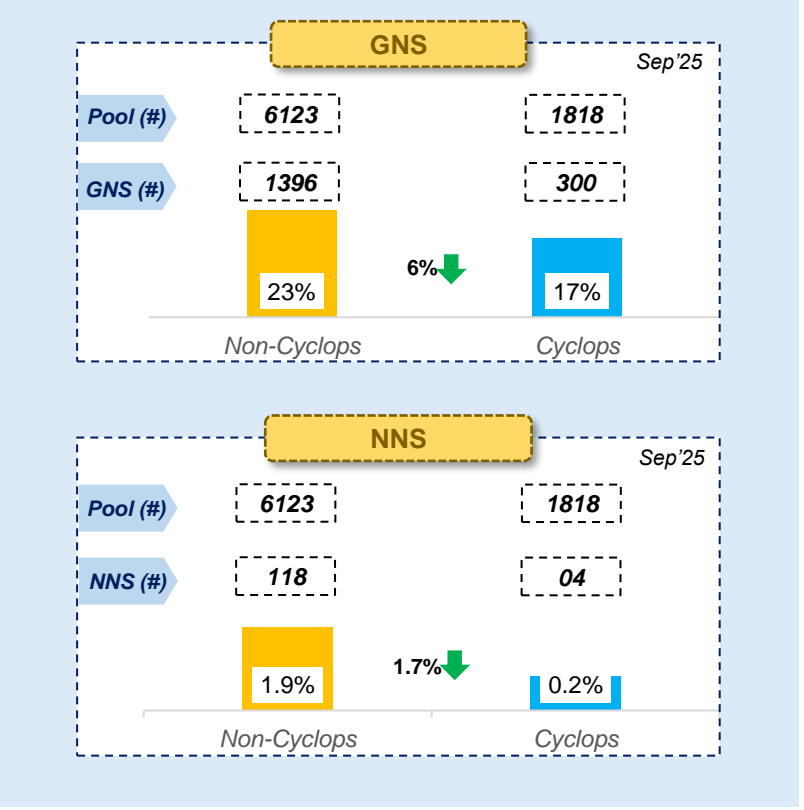 GNS
Sep’25
Pool (#)
6123
1818
GNS (#)
1396
300
6%
23%
17%
Non-Cyclops
Cyclops
NNS
Sep’25
Pool (#)
6123
1818
NNS (#)
118
04
1.7%
1.9%
0.2%
Non-Cyclops
Cyclops